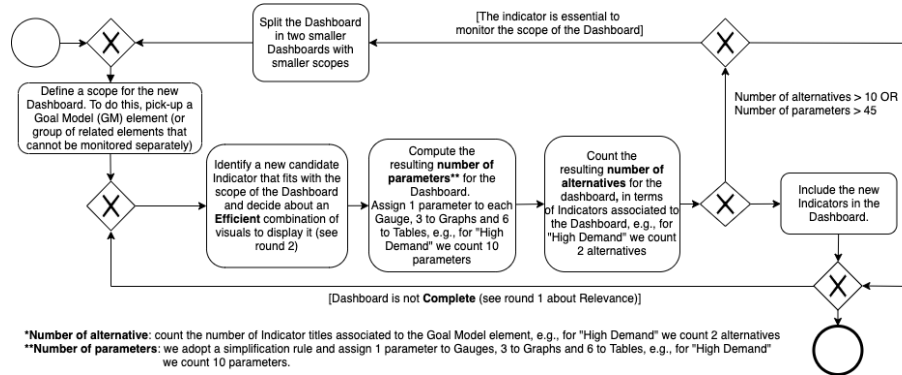 Split the Dashboard
in two smaller
Dashboards with
smaller scopes
[The indicator is essential to
monitor the scope of the Dashboard]
Define a scope for the new
Dashboard. To do this, pick-up a
Goal Model (GM) element (or
group of related elements that
cannot be monitored separately)
Number of alternatives > 10 OR
Number of parameters > 45
Identify a new candidate
Indicator that fits with the
scope of the Dashboard
and decide about an
Efficient combination of
visuals to display it (see
round 2)
Compute the
resulting number of
parameters** for the
Dashboard.
Assign 1 parameter to each
Gauge, 3 to Graphs and 6
to Tables, e.g., for "High
Demand" we count 10
parameters
Count the
resulting number of
alternatives for the
dashboard, in terms
of Indicators associated to
the Dashboard, e.g., for
"High Demand" we count
2 alternatives
Include the new
Indicators in the
Dashboard.
[Dashboard is not Complete (see round 1 about Relevance)]
*Number of alternative: count the number of Indicator titles associated to the Goal Model element, e.g., for "High Demand" we count 2 alternatives
**Number of parameters: we adopt a simplification rule and assign 1 parameter to Gauges, 3 to Graphs and 6 to Tables, e.g., for "High Demand"
we count 10 parameters.